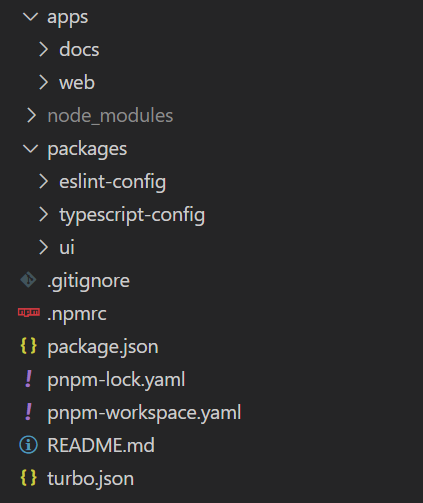 apps
docs
web
node_modules
packages
eslint-config
typescript-config
ui
.gitignore
.npmrc
package.json
pnpm-lock.yaml
pnpm-workspace.yaml
README.md
turbo.json